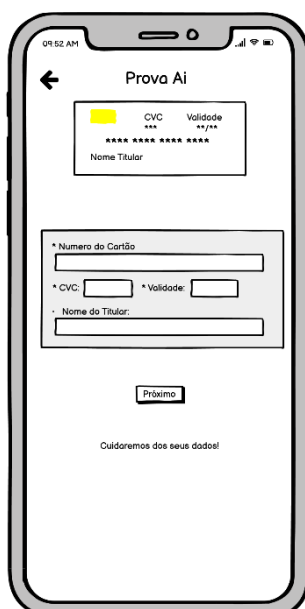 09:52 AM
Prova Ai
CVC Validade
*** **/**
**** **** **** ****
Nome Titular
* Numero do Cartão
* CVC: * Validade:
· Nome do Titular:
Próximo
Cuidaremos dos seus dados!